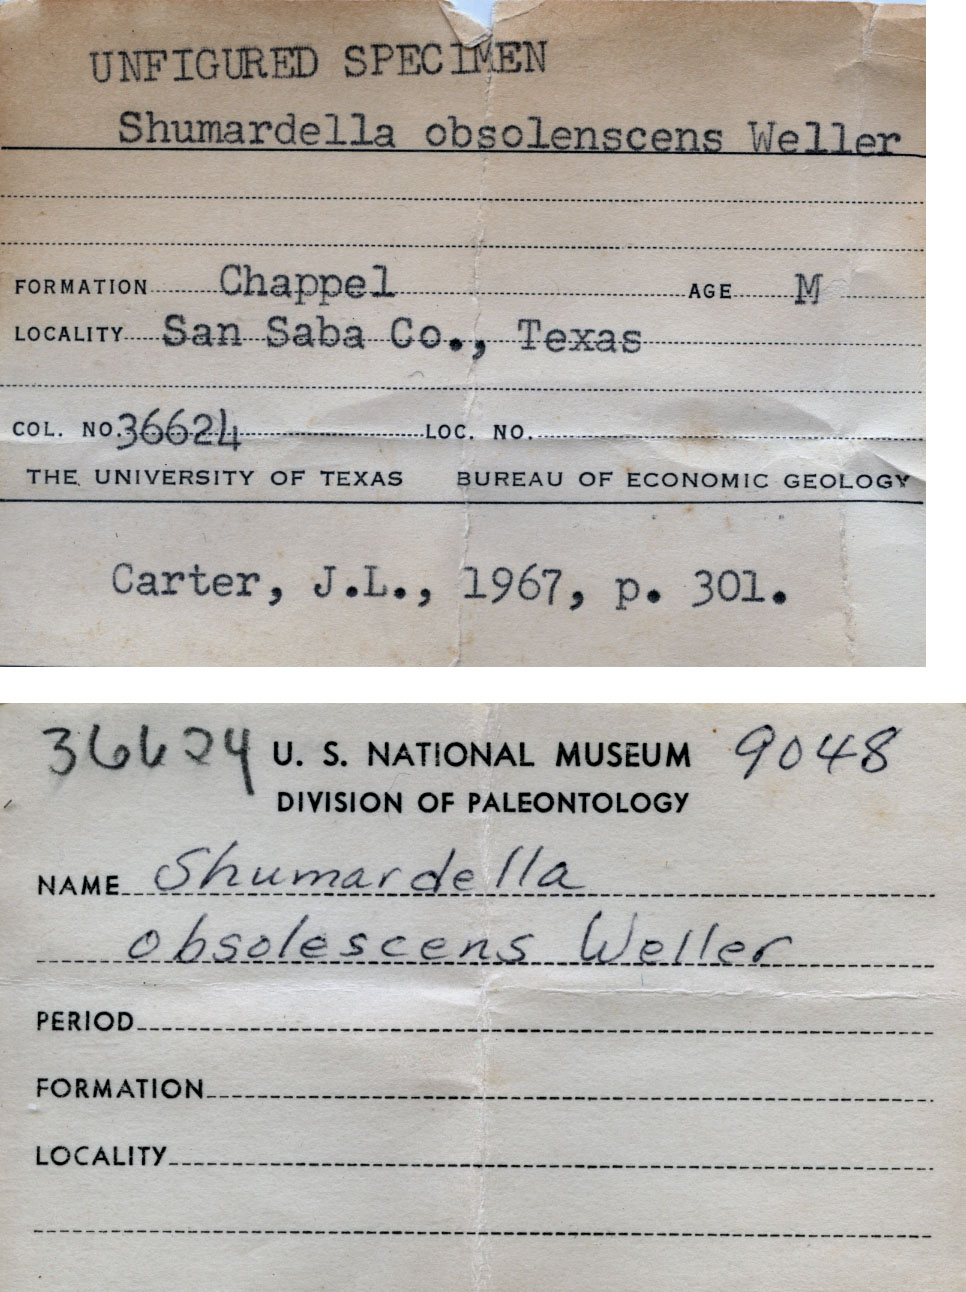 UNFIGURED SPECIMEN
Shumardella obsolenscens Weller
FORMATION Chappel AGE M
LOCALITY San Saba Co., Texas
COL. NO. 36624 LOC. NO.
THE UNIVERSITY OF TEXAS BUREAU OF ECONOMIC GEOLOGY
Carter, J.L., 1967, p. 301.
36624 U. S. NATIONAL MUSEUM 9048
DIVISION OF PALEONTOLOGY
NAME Shumardella
obsolescens Weller
PERIOD
FORMATION
LOCALITY